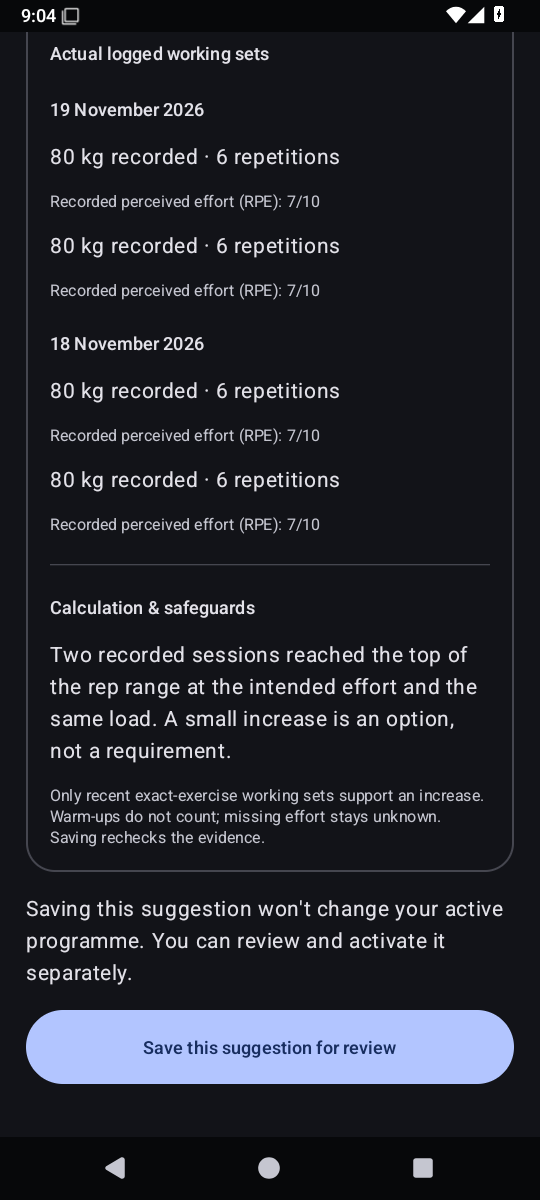 9:04
Actual logged working sets
19 November 2026
80 kg recorded · 6 repetitions
Recorded perceived effort (RPE): 7/10
80 kg recorded · 6 repetitions
Recorded perceived effort (RPE): 7/10
18 November 2026
80 kg recorded · 6 repetitions
Recorded perceived effort (RPE): 7/10
80 kg recorded · 6 repetitions
Recorded perceived effort (RPE): 7/10
Calculation & safeguards
Two recorded sessions reached the top of
the rep range at the intended effort and the
same load. A small increase is an option,
not a requirement.
Only recent exact-exercise working sets support an increase.
Warm-ups do not count; missing effort stays unknown.
Saving rechecks the evidence.
Saving this suggestion won't change your active
programme. You can review and activate it
separately.
Save this suggestion for review